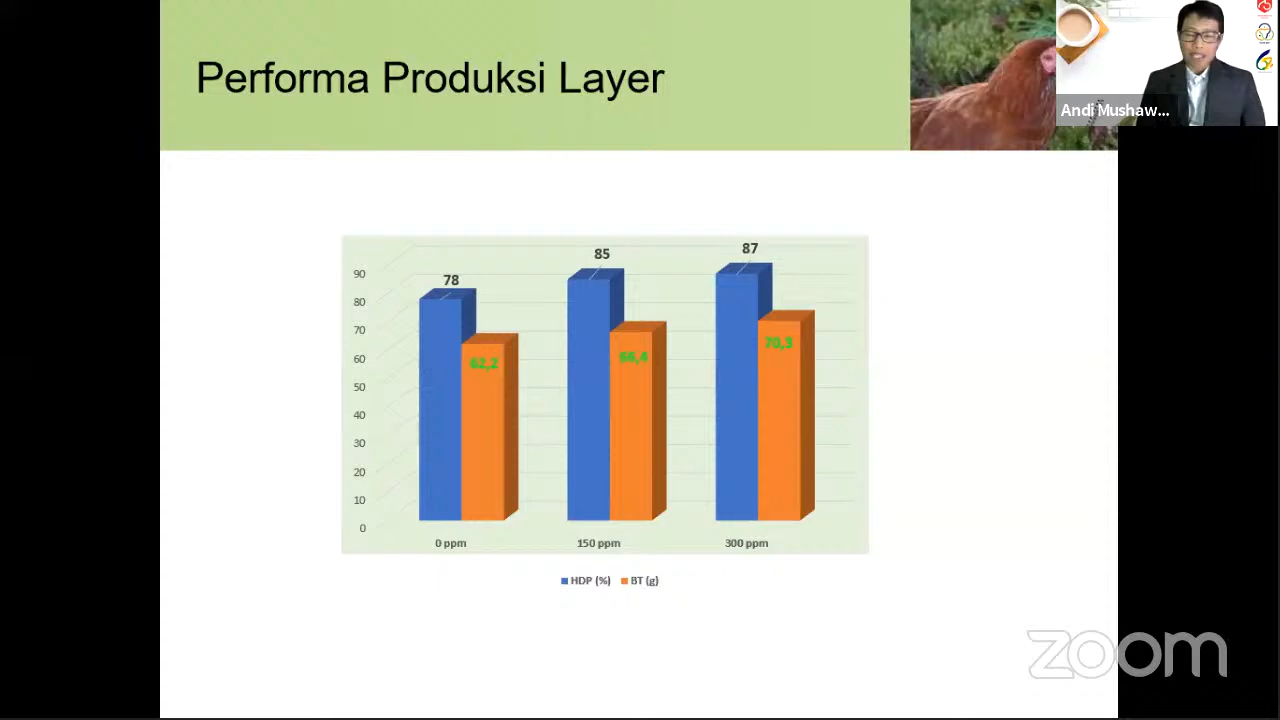 Performa Produksi Layer
Andi Mushaw...
90
80
70
60
50
40
30
20
10
0
78
62,2
85
66,4
87
70,3
0 ppm
150 ppm
300 ppm
HDP (%)
BT (g)
zoom